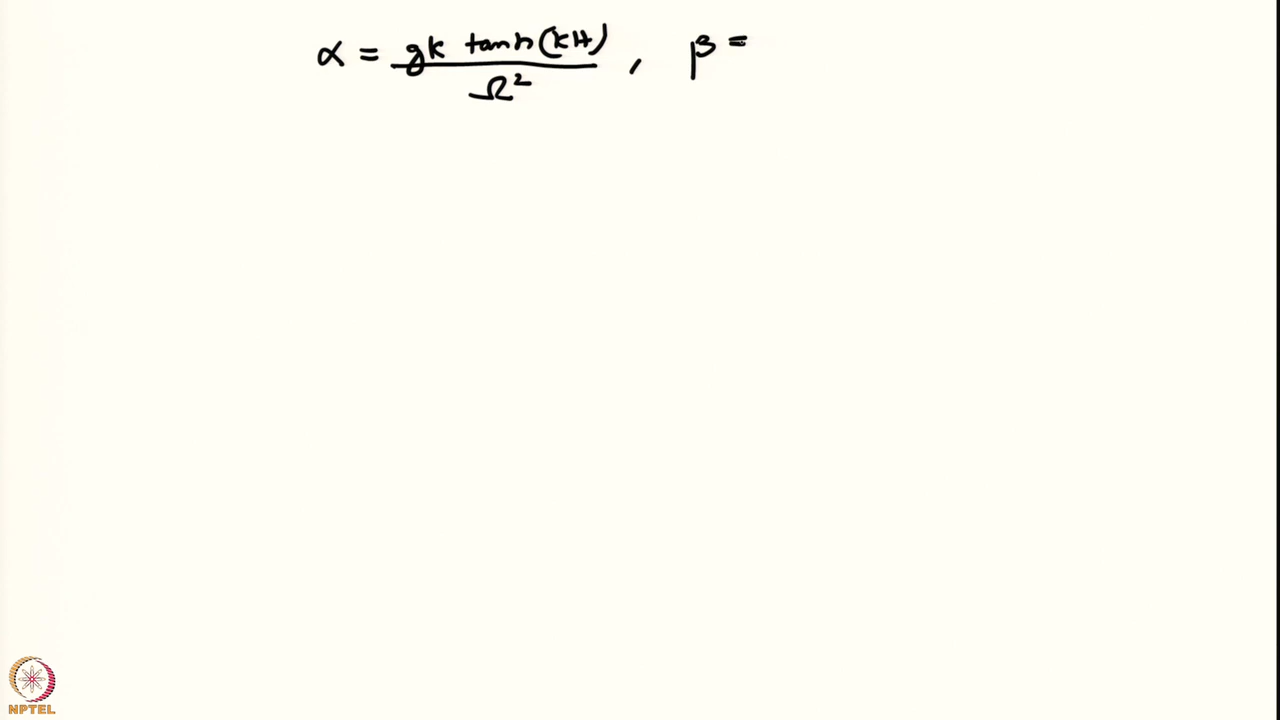 α = gk tanh(kH) / Ω² , β =
NPTEL